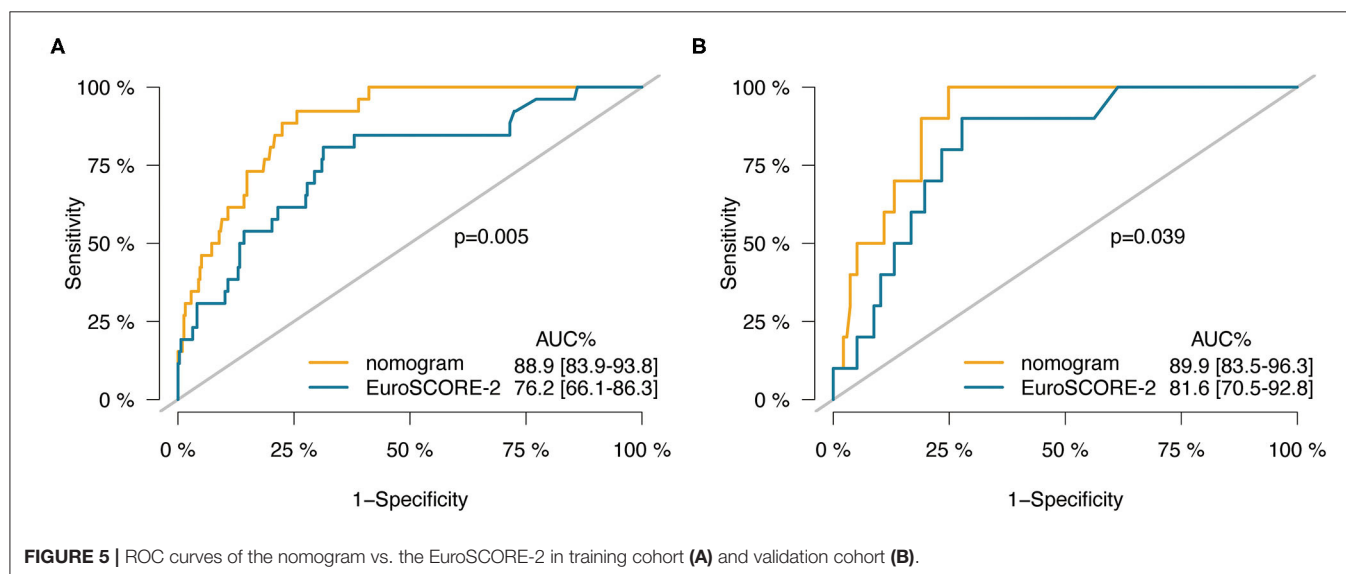 A
100 %
75 %
50 %
25 %
0 %
Sensitivity
p=0.005
AUC%
nomogram 88.9 [83.9-93.8]
EuroSCORE-2 76.2 [66.1-86.3]
0 % 25 % 50 % 75 % 100 %
1−Specificity
B
100 %
75 %
50 %
25 %
0 %
Sensitivity
p=0.039
AUC%
nomogram 89.9 [83.5-96.3]
EuroSCORE-2 81.6 [70.5-92.8]
0 % 25 % 50 % 75 % 100 %
1−Specificity
FIGURE 5 | ROC curves of the nomogram vs. the EuroSCORE-2 in training cohort (A) and validation cohort (B).